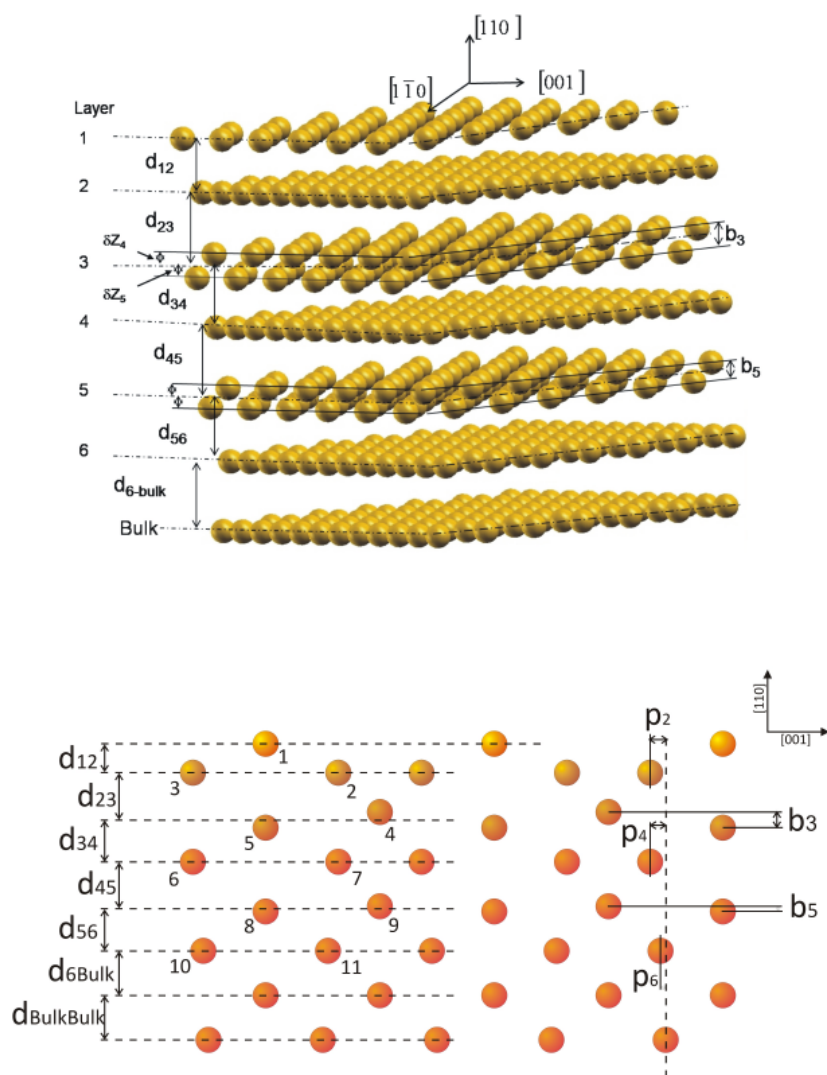 [110]
[11̄0]
[001]
Layer
1
d12
2
d23
δZ4
b3
3
δZ5
d34
4
d45
b5
5
d56
6
d6-bulk
Bulk
[110]
[001]
p2
d12
1
3
2
d23
4
b3
5
p4
d34
6
7
d45
8
9
b5
d56
10
11
p6
d6Bulk
dBulkBulk